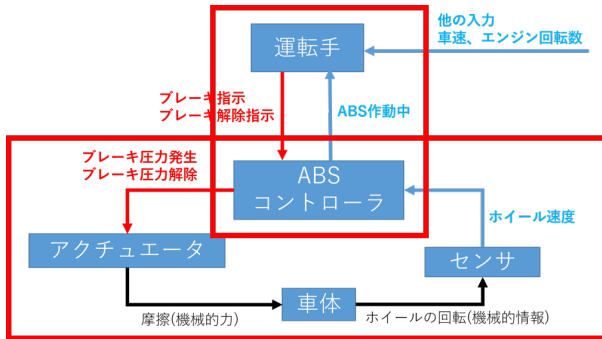 他の入力
車速、エンジン回転数
運転手
ブレーキ指示
ブレーキ解除指示
ABS作動中
ブレーキ圧力発生
ブレーキ圧力解除
ABS
コントローラ
ホイール速度
アクチュエータ
センサ
車体
摩擦(機械的力)
ホイールの回転(機械的情報)